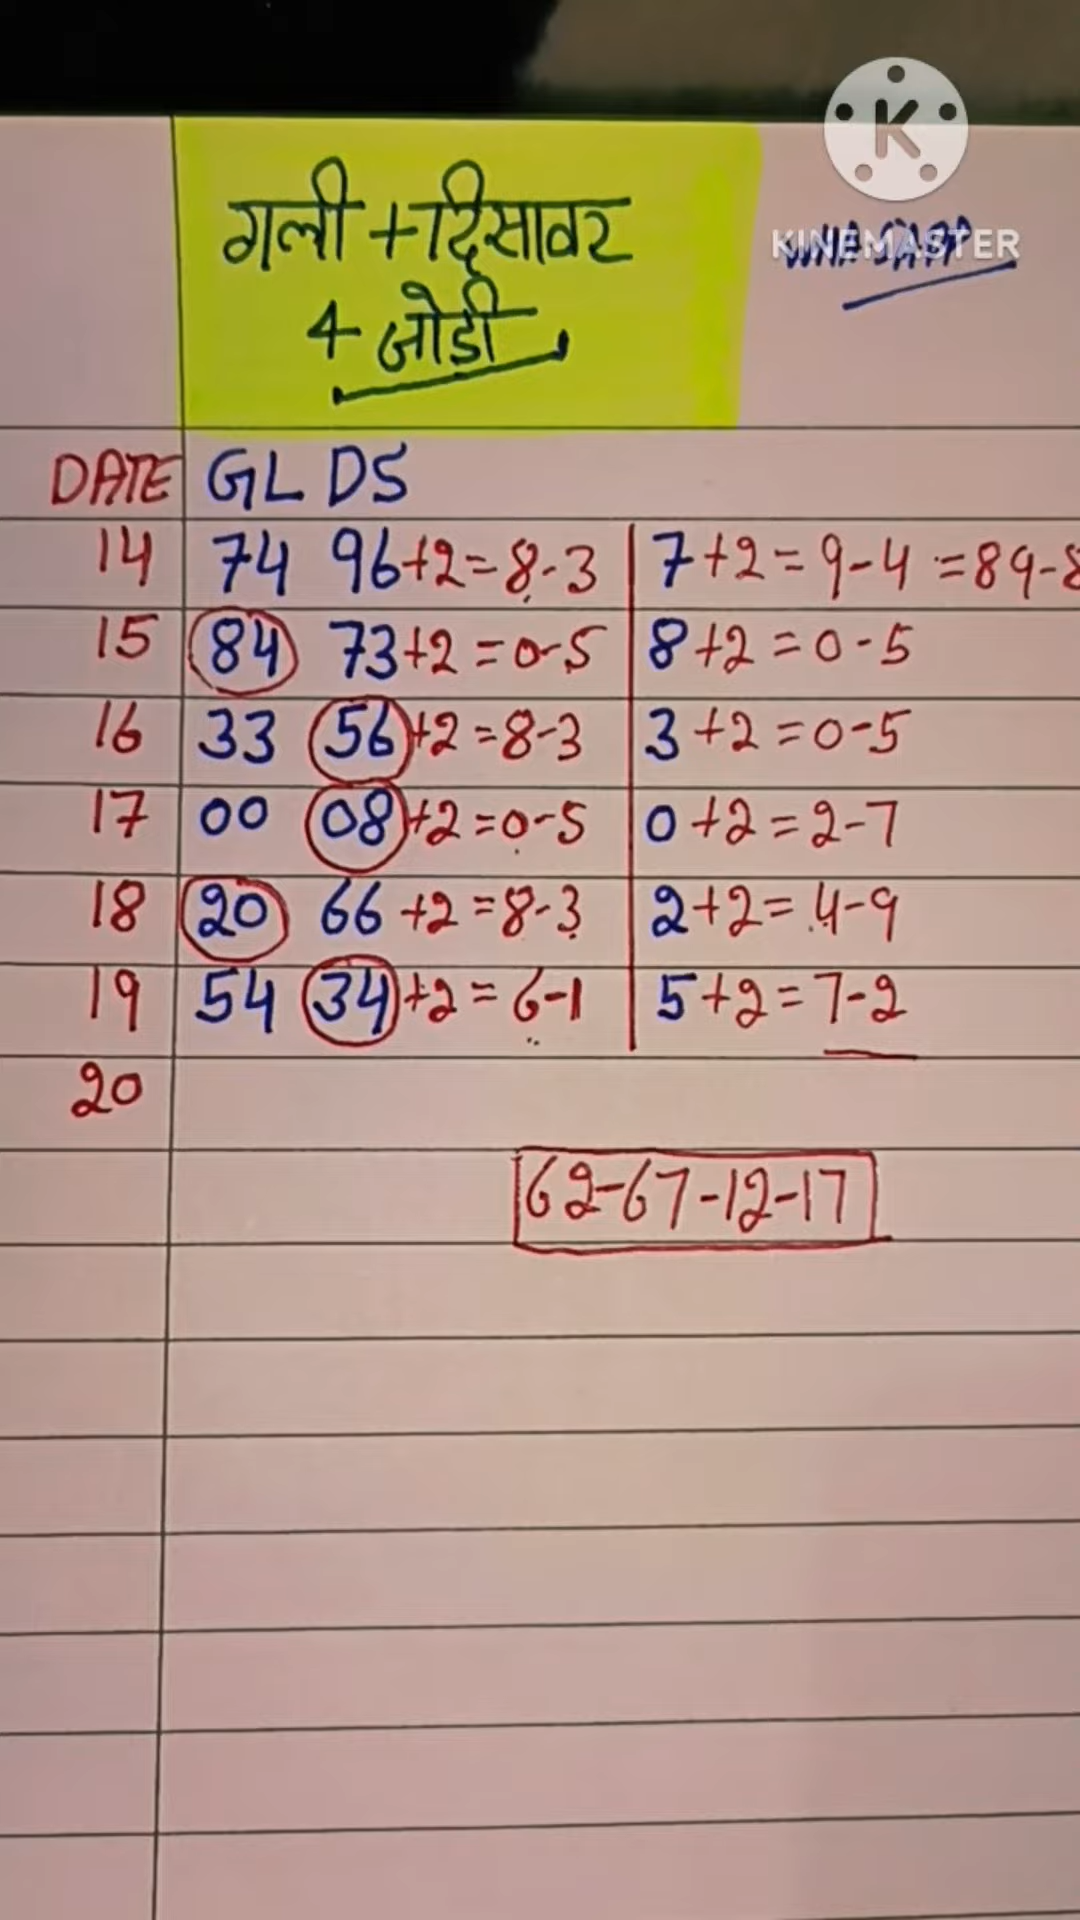 गली+दिसावर
4 जोडी
K
KINEMASTER
DATE GL DS
14 74 96+2=8-3 7+2=9-4=89-8
15 84 73+2=0-5 8+2=0-5
16 33 56+2=8-3 3+2=0-5
17 00 08+2=0-5 0+2=2-7
18 20 66+2=8-3 2+2=4-9
19 54 34+2=6-1 5+2=7-2
20
62-67-12-17